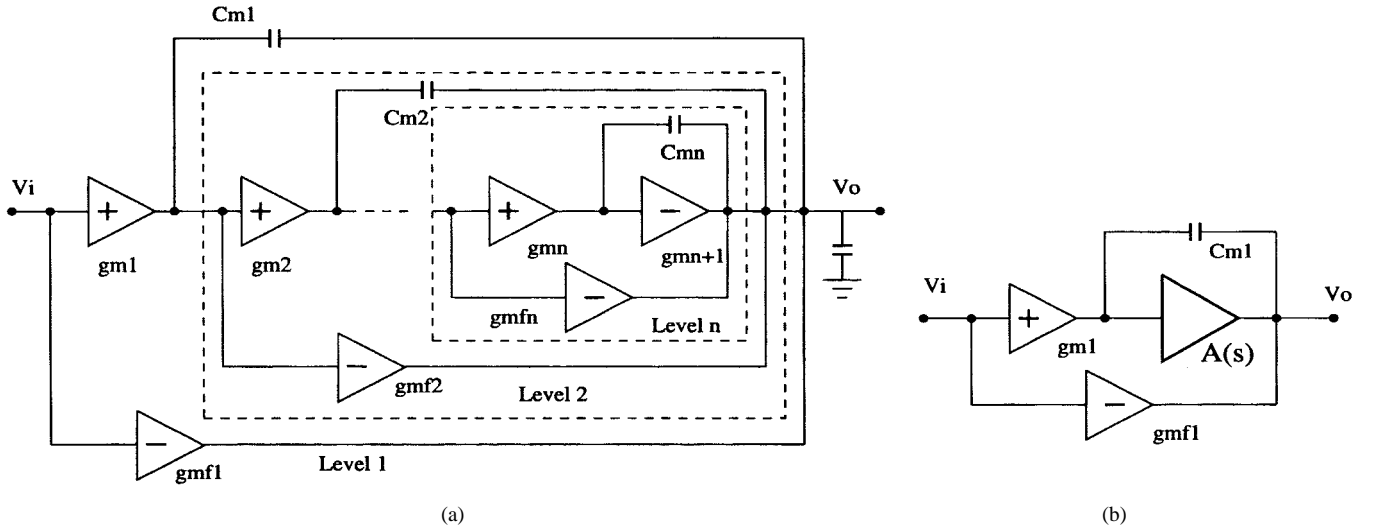 Cm1
Cm2
Cmn
Vi
+
gm1
+
gm2
+
gmn
−
gmn+1
Vo
−
gmfn
Level n
−
gmf2
Level 2
−
gmf1
Level 1
(a)
Cm1
Vi
+
gm1
A(s)
Vo
−
gmf1
(b)